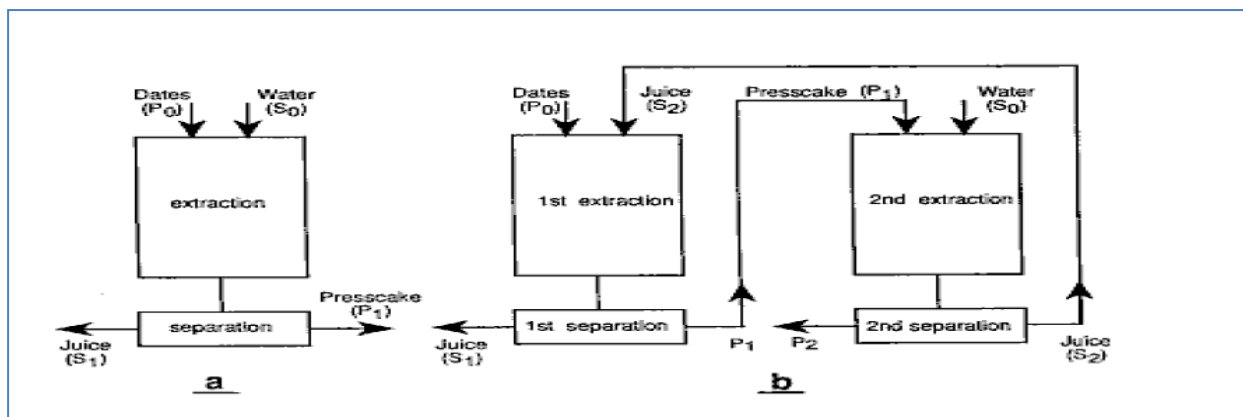 Dates
(P0)
Water
(S0)
extraction
separation
Presscake
(P1)
Juice
(S1)
a
Dates
(P0)
Juice
(S2)
Presscake (P1)
Water
(S0)
1st extraction
2nd extraction
1st separation
2nd separation
Juice
(S1)
P1
P2
Juice
(S2)
b